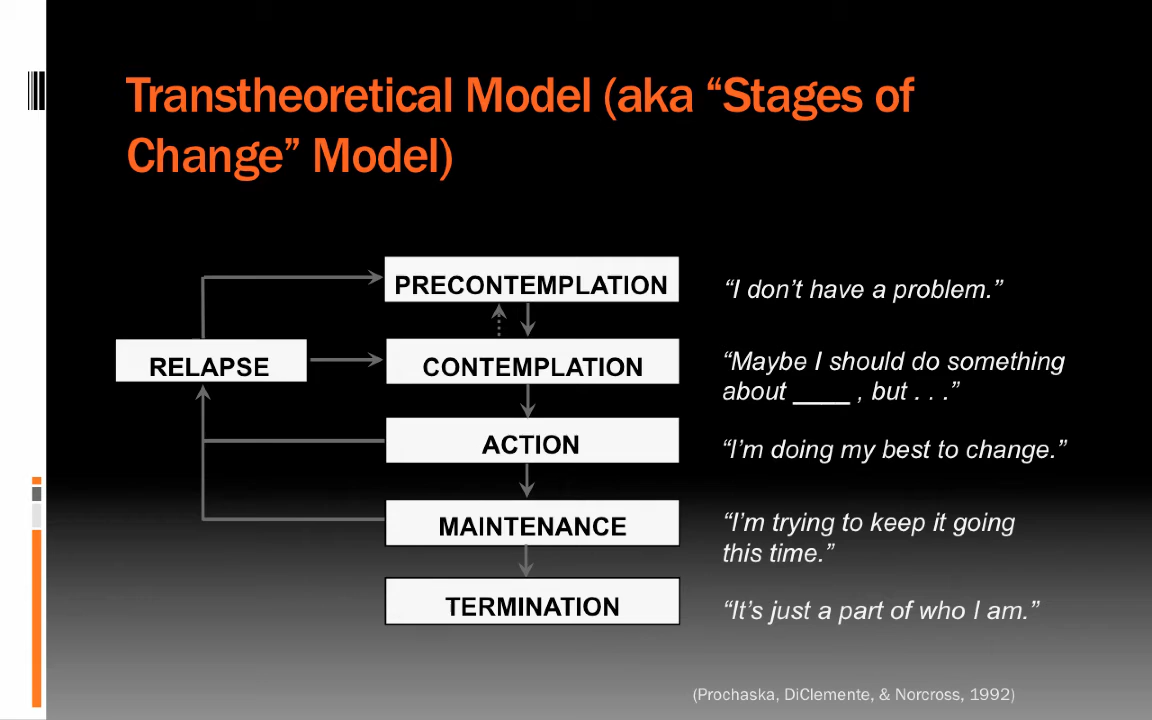 Transtheoretical Model (aka “Stages of
Change” Model)
PRECONTEMPLATION
“I don’t have a problem.”
RELAPSE
CONTEMPLATION
“Maybe I should do something
about ____ , but . . .”
ACTION
“I’m doing my best to change.”
MAINTENANCE
“I’m trying to keep it going
this time.”
TERMINATION
“It’s just a part of who I am.”
(Prochaska, DiClemente, & Norcross, 1992)